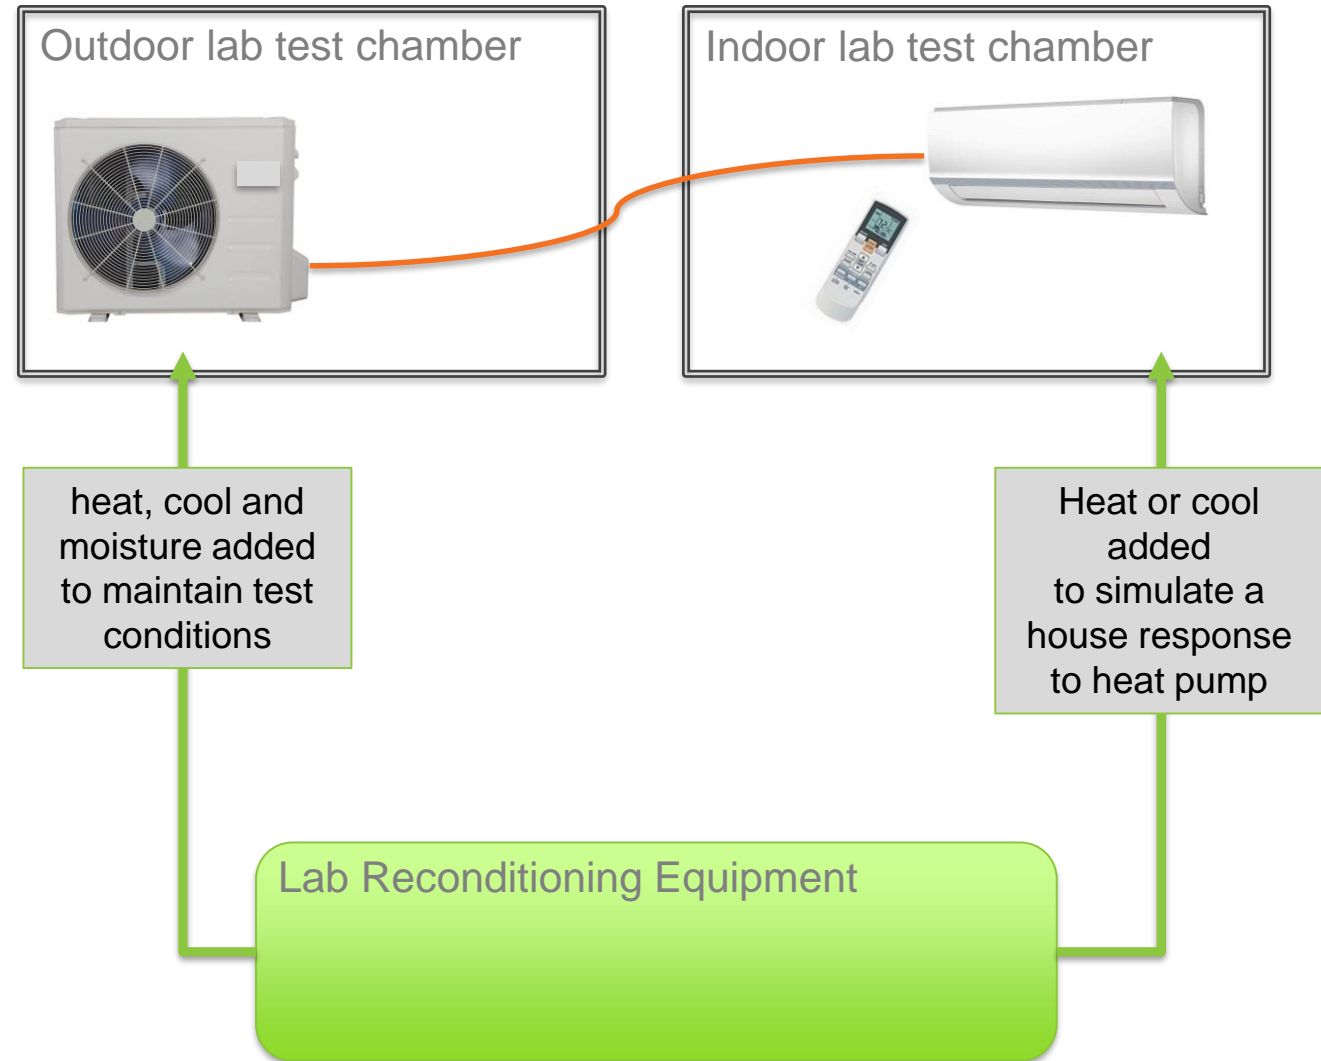 Outdoor lab test chamber
Indoor lab test chamber
heat, cool and
moisture added
to maintain test
conditions
Heat or cool
added
to simulate a
house response
to heat pump
Lab Reconditioning Equipment